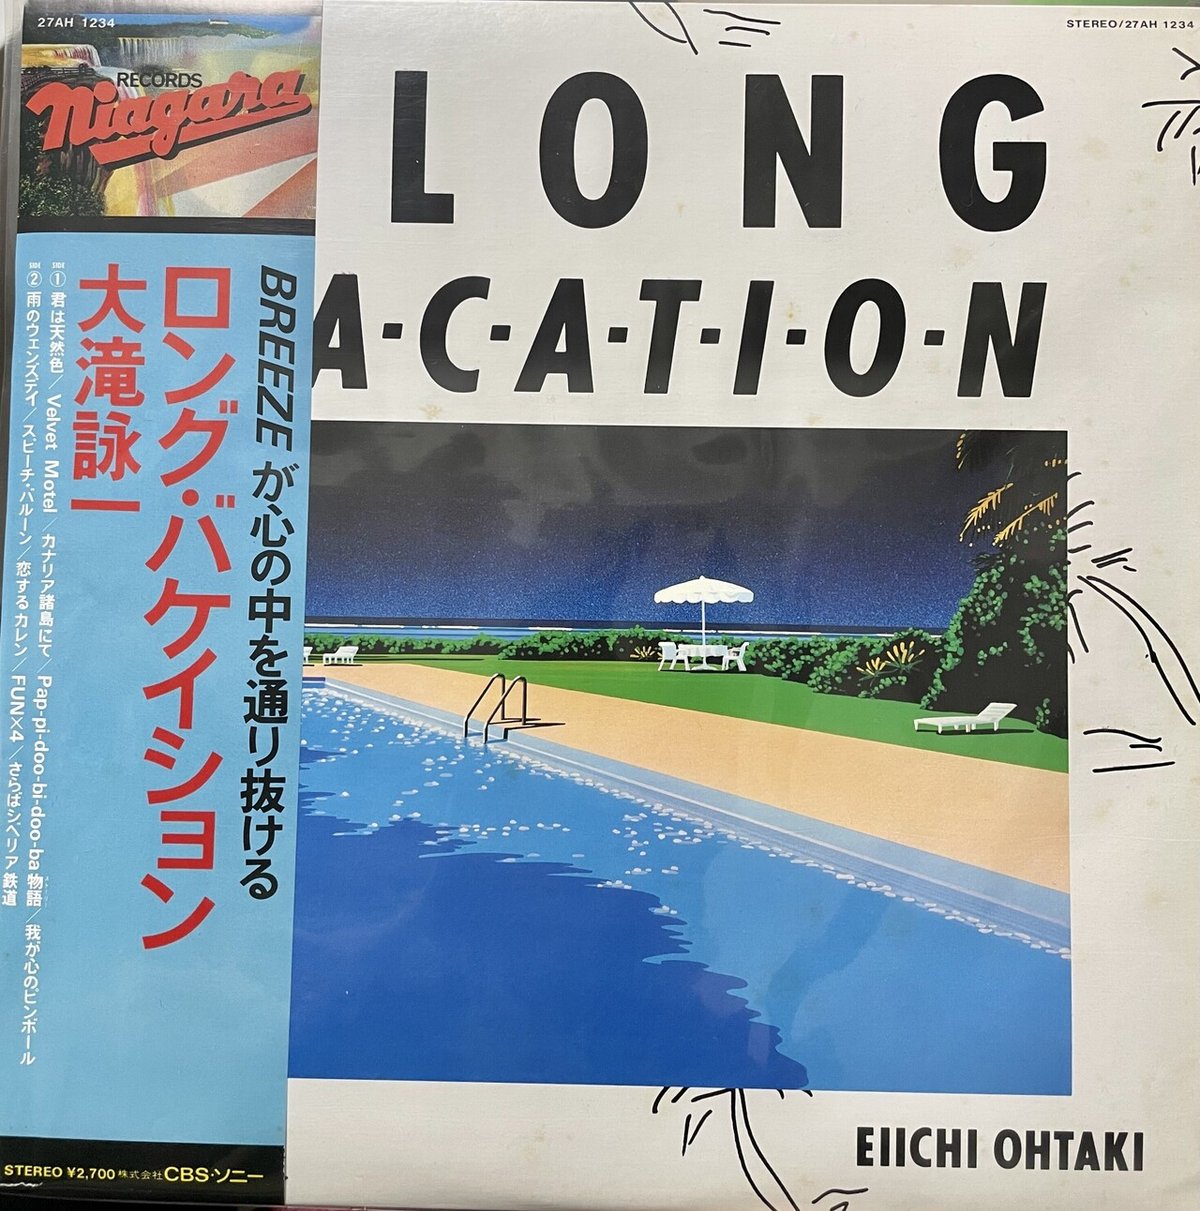 27AH 1234
RECORDS
Niagara
BREEZEが心の中を通り抜ける
ロング・バケイション
大滝詠一
SIDE ① 君は天然色/Velvet Motel/カナリア諸島にて/Pap-pi-doo-bi-doo-ba物語/我が心のピンボール
ストーリー
SIDE ② 雨のウェンズデイ/スピーチ・バルーン/恋するカレン/FUN×4/さらばシベリア鉄道
STEREO ¥2,700 株式会社CBS・ソニー
STEREO/27AH 1234
LONG
A·C·A·T·I·O·N
EIICHI OHTAKI